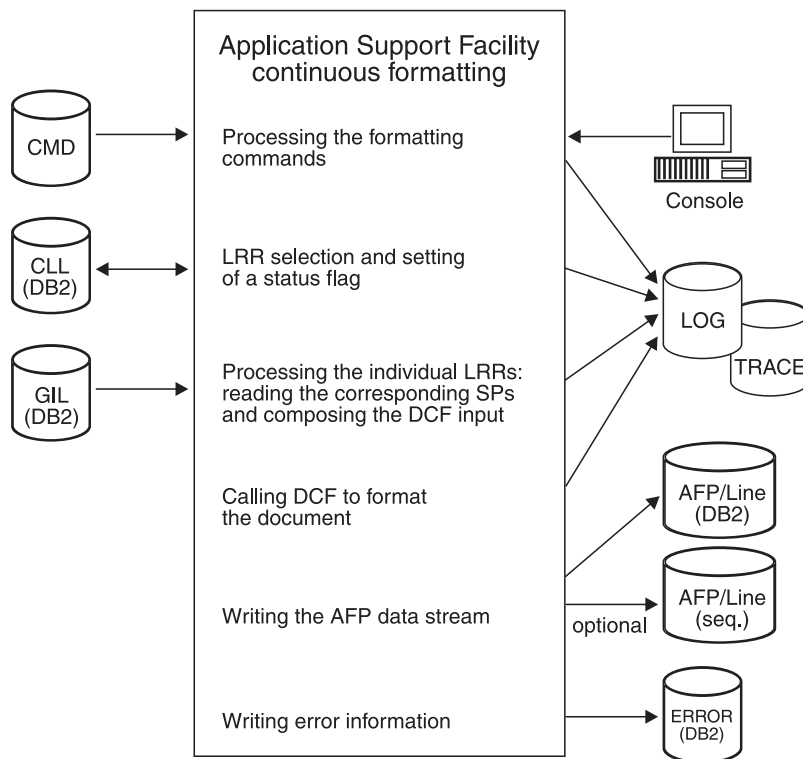 Application Support Facility
continuous formatting
CMD
Processing the formatting
commands
Console
CLL
(DB2)
LRR selection and setting
of a status flag
LOG
TRACE
GIL
(DB2)
Processing the individual LRRs:
reading the corresponding SPs
and composing the DCF input
Calling DCF to format
the document
AFP/Line
(DB2)
Writing the AFP data stream
optional
AFP/Line
(seq.)
Writing error information
ERROR
(DB2)